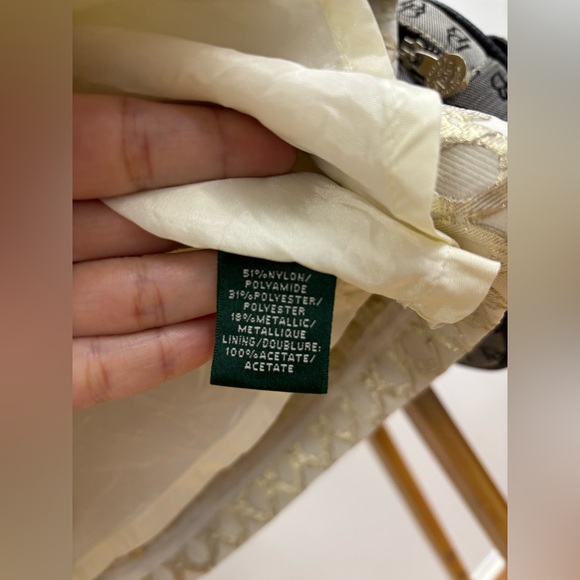 51%NYLON/
POLYAMIDE
31%POLYESTER/
POLYESTER
18%METALLIC/
METALLIQUE
LINING/DOUBLURE:
100%ACETATE/
ACETATE